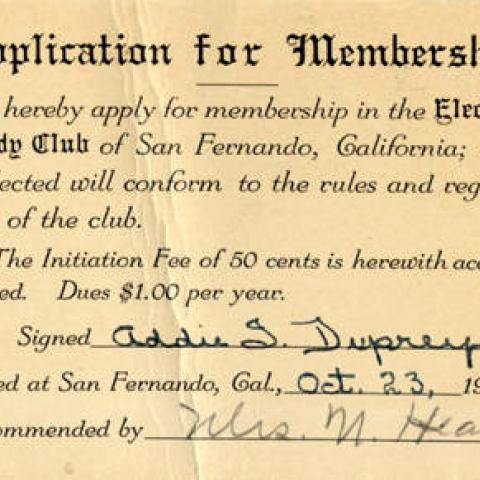 pplication for Membersh
hereby apply for membership in the Elec
dy Club of San Fernando, California;
ected will conform to the rules and reg
of the club.
The Initiation Fee of 50 cents is herewith acc
ed. Dues $1.00 per year.
Signed Addie S. Duprey
ed at San Fernando, Cal., Oct. 23, 19
ommended by Mrs. M. Hea